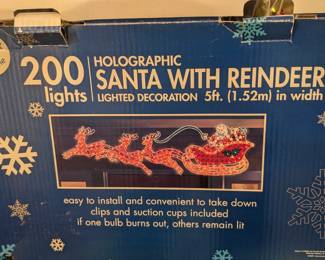 200
lights
HOLOGRAPHIC
SANTA WITH REINDEER
LIGHTED DECORATION 5ft. (1.52m) in width
easy to install and convenient to take down
clips and suction cups included
if one bulb burns out, others remain lit